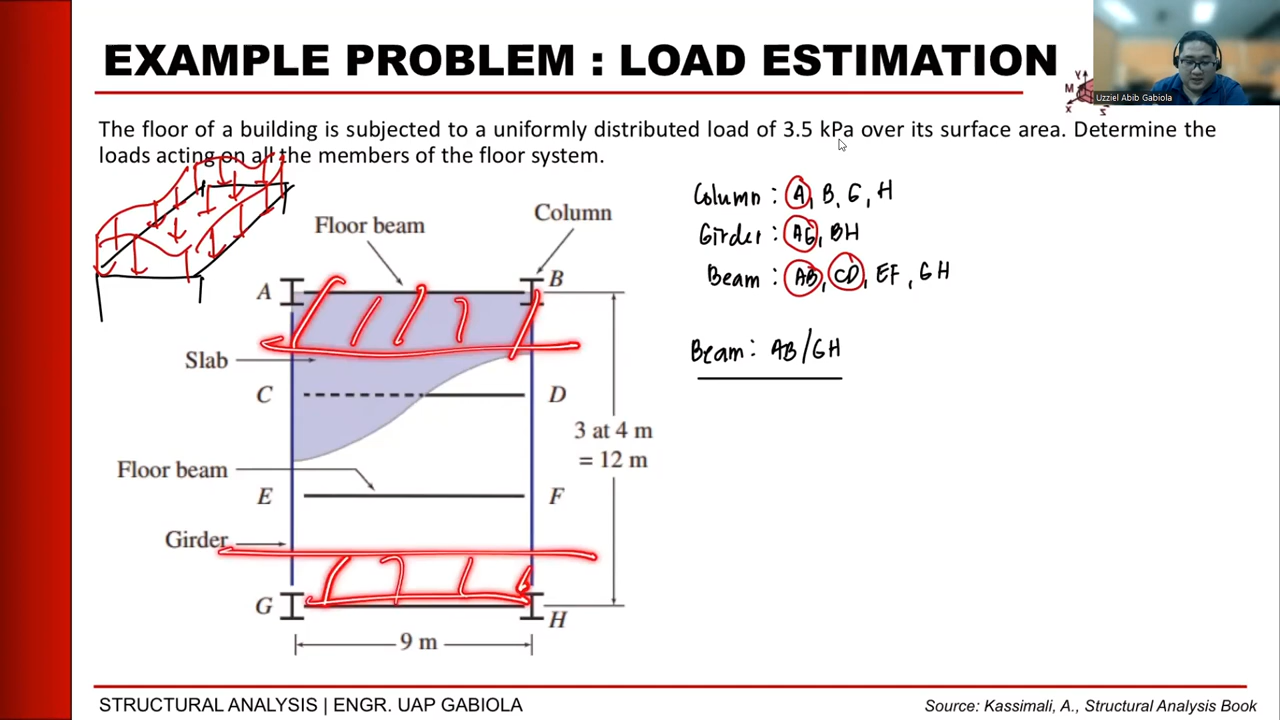 EXAMPLE PROBLEM : LOAD ESTIMATION
Uzziel Abib Gabiola
The floor of a building is subjected to a uniformly distributed load of 3.5 kPa over its surface area. Determine the
loads acting on all the members of the floor system.
Column : A, B, G, H
Girder : AG, BH
Beam : AB, CD, EF, GH
Beam: AB/GH
Floor beam
Column
A
B
Slab
C
D
3 at 4 m
= 12 m
Floor beam
E
F
Girder
G
H
9 m
STRUCTURAL ANALYSIS | ENGR. UAP GABIOLA
Source: Kassimali, A., Structural Analysis Book